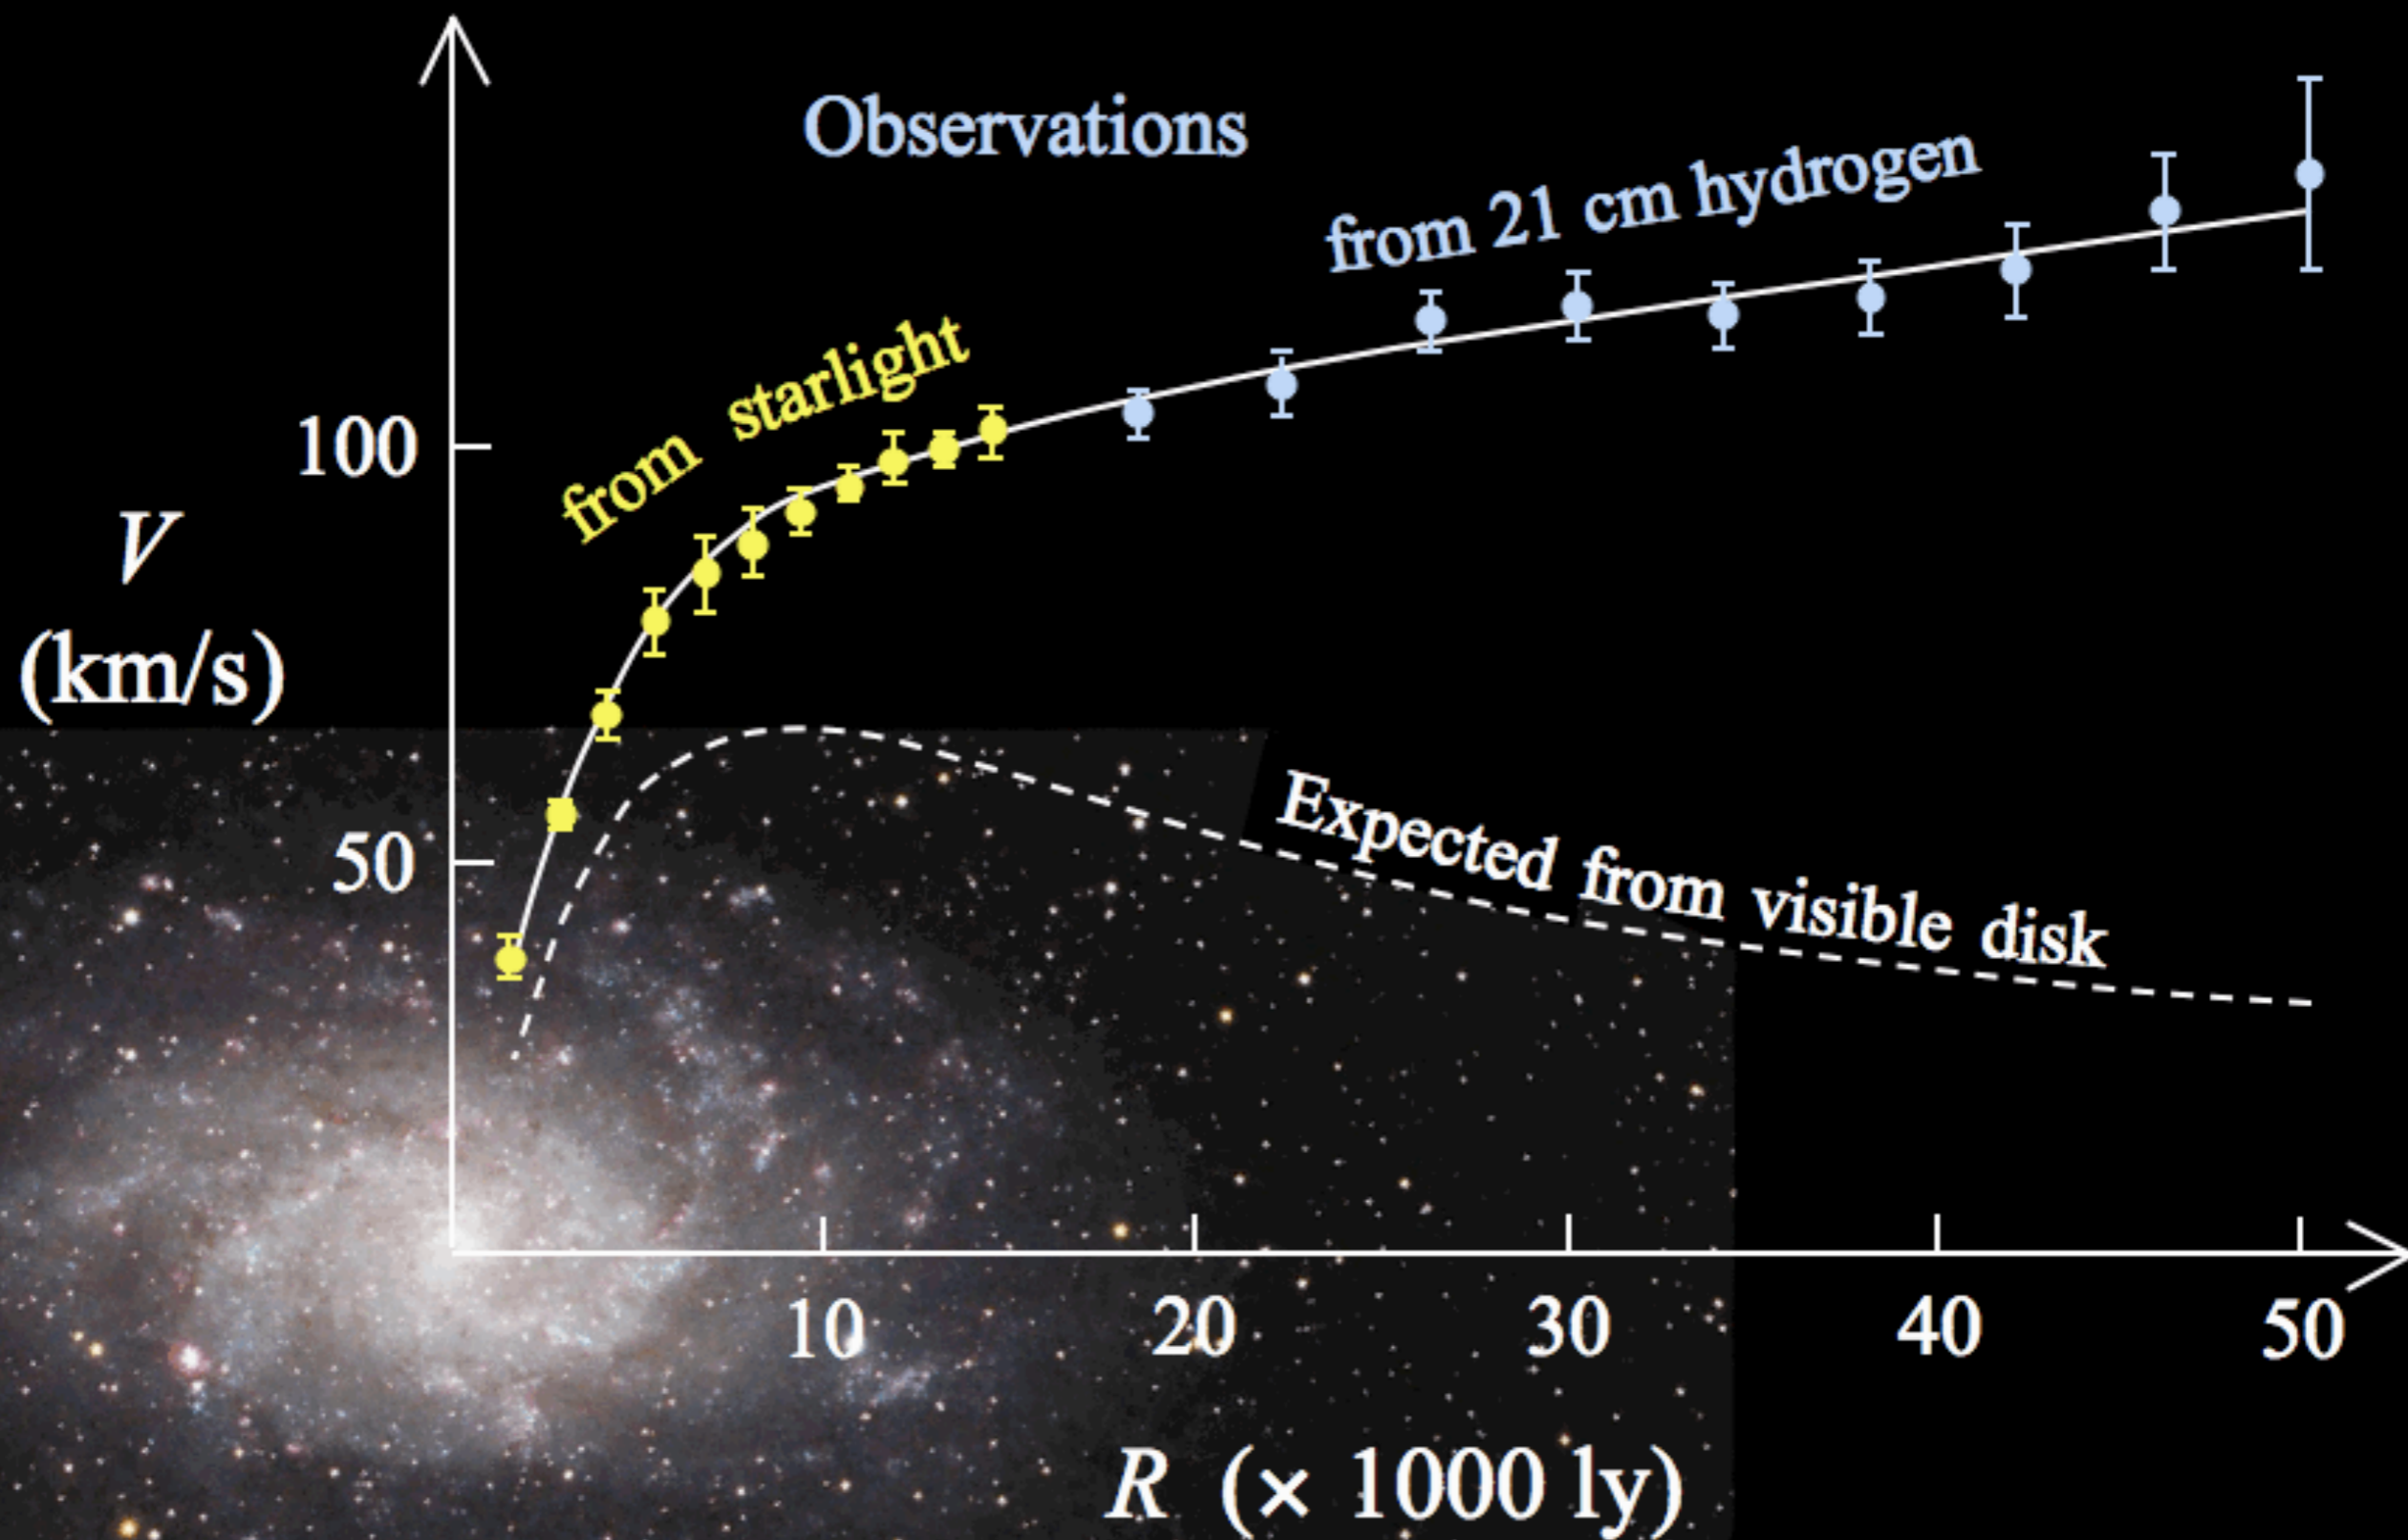 Observations
from 21 cm hydrogen
from starlight
100
V
(km/s)
50
Expected from visible disk
10 20 30 40 50
R (× 1000 ly)